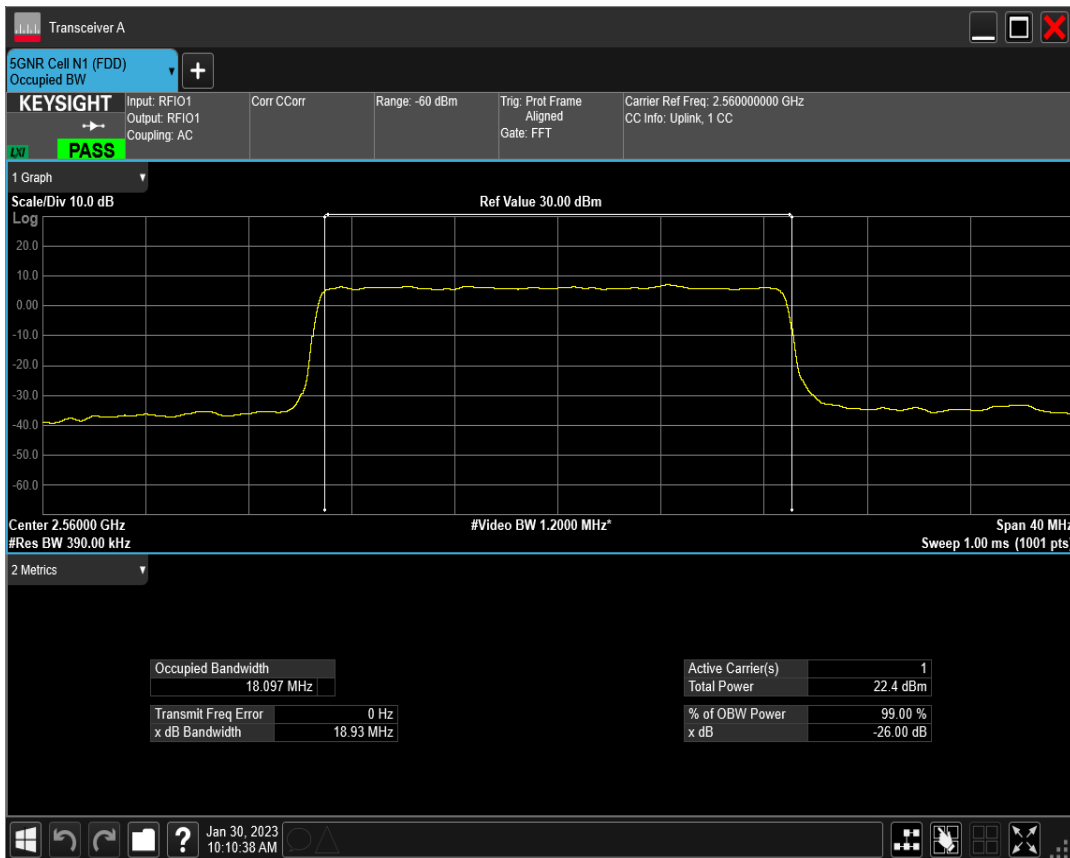 Transceiver A
5GNR Cell N1 (FDD)
Occupied BW
KEYSIGHT
LXI
PASS
Input: RFIO1
Output: RFIO1
Coupling: AC
Corr CCorr
Range: -60 dBm
Trig: Prot Frame
Aligned
Gate: FFT
Carrier Ref Freq: 2.560000000 GHz
CC Info: Uplink, 1 CC
1 Graph
Scale/Div 10.0 dB
Ref Value 30.00 dBm
Log
20.0
10.0
0.00
-10.0
-20.0
-30.0
-40.0
-50.0
-60.0
Center 2.56000 GHz
#Video BW 1.2000 MHz*
Span 40 MHz
#Res BW 390.00 kHz
Sweep 1.00 ms (1001 pts)
2 Metrics
Occupied Bandwidth
18.097 MHz
Transmit Freq Error 0 Hz
x dB Bandwidth 18.93 MHz
Active Carrier(s) 1
Total Power 22.4 dBm
% of OBW Power 99.00 %
x dB -26.00 dB
?
Jan 30, 2023
10:10:38 AM